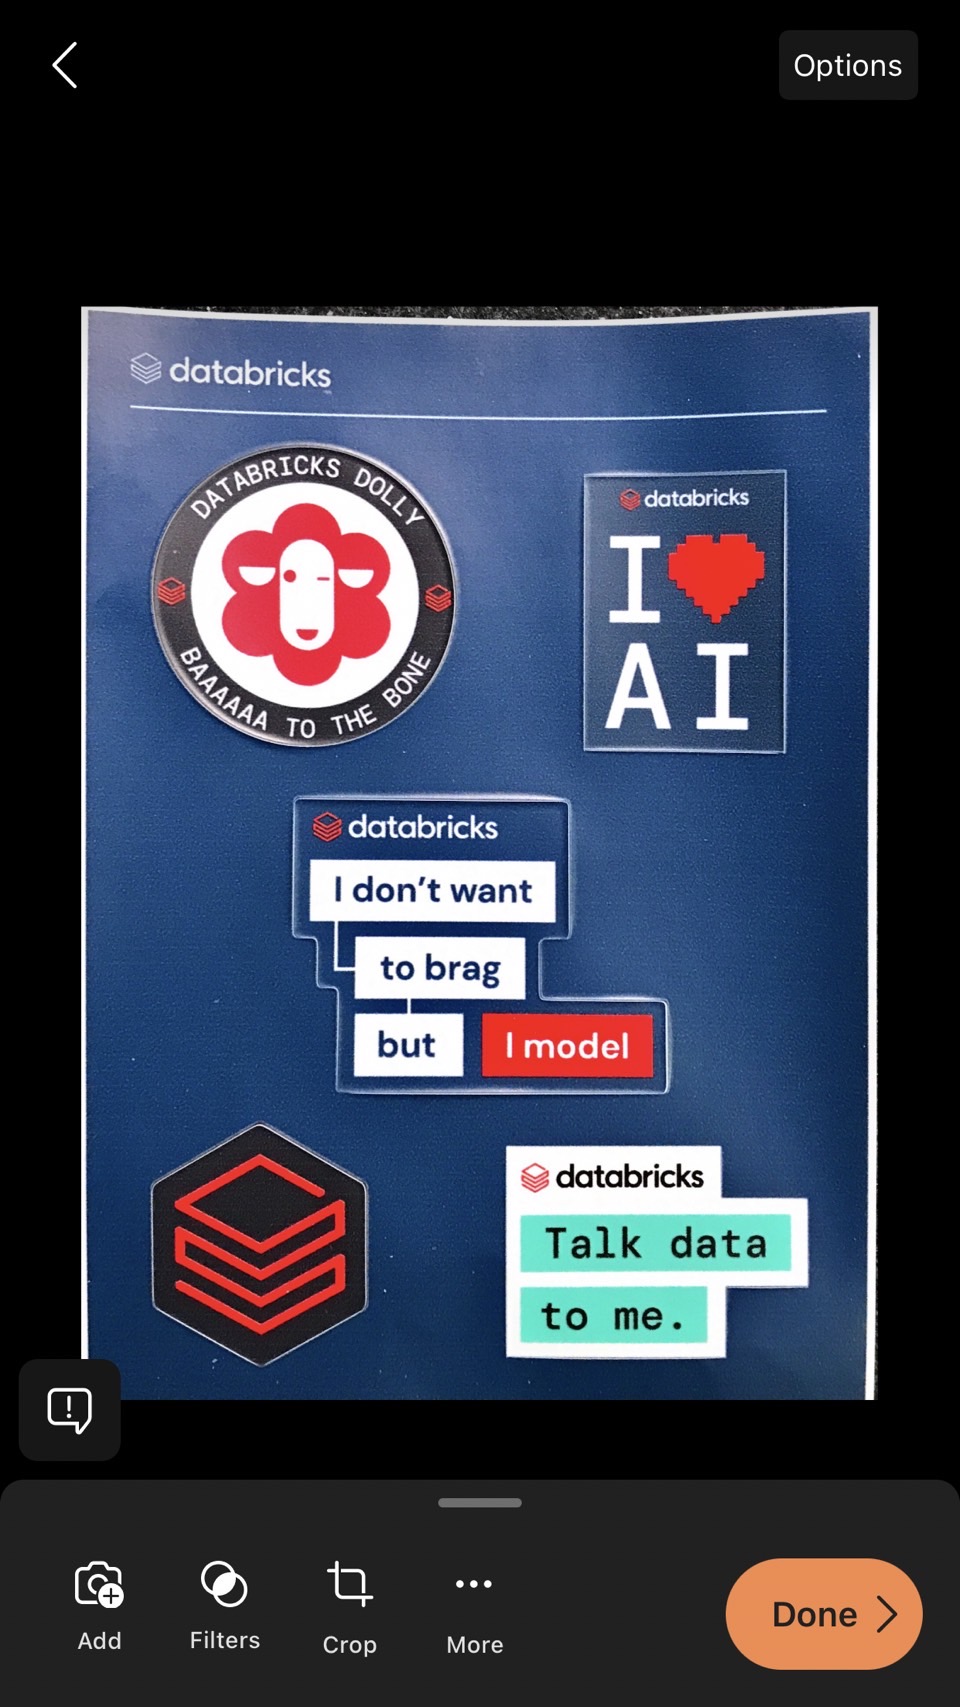 Options
databricks
DATABRICKS DOLLY
BAAAAAA TO THE BONE
databricks
I
AI
databricks
I don't want
to brag
but I model
databricks
Talk data
to me.
Add Filters Crop More
Done